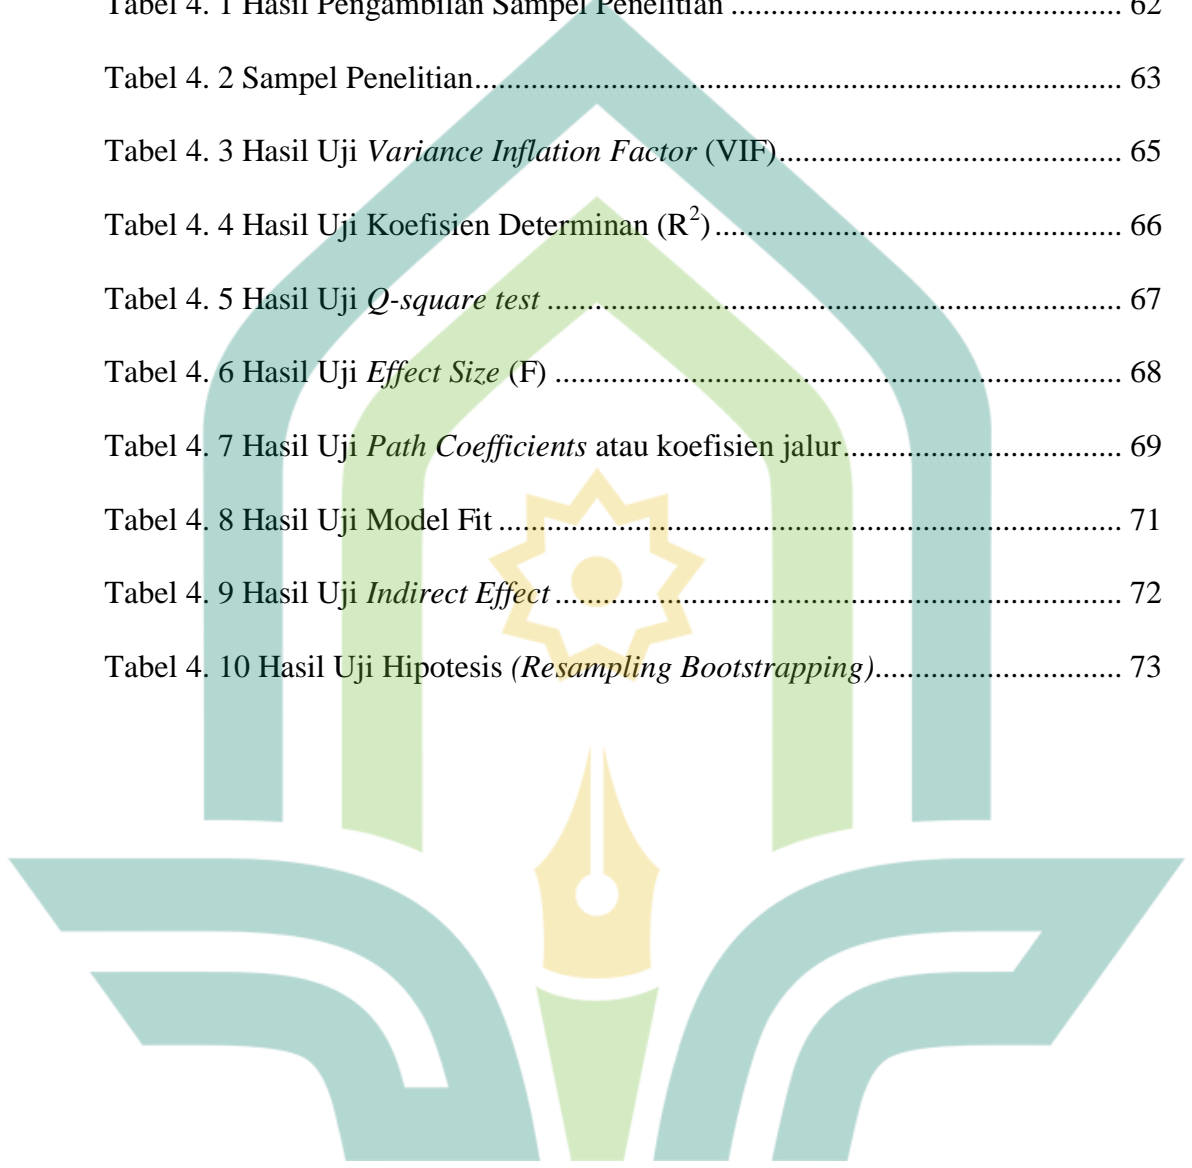 Tabel 4. 1 Hasil Pengambilan Sampel Penelitian .................................................. 62
Tabel 4. 2 Sampel Penelitian.................................................................................. 63
Tabel 4. 3 Hasil Uji Variance Inflation Factor (VIF)........................................... 65
Tabel 4. 4 Hasil Uji Koefisien Determinan (R²) ................................................... 66
Tabel 4. 5 Hasil Uji Q-square test ........................................................................ 67
Tabel 4. 6 Hasil Uji Effect Size (F) ....................................................................... 68
Tabel 4. 7 Hasil Uji Path Coefficients atau koefisien jalur................................... 69
Tabel 4. 8 Hasil Uji Model Fit .............................................................................. 71
Tabel 4. 9 Hasil Uji Indirect Effect ....................................................................... 72
Tabel 4. 10 Hasil Uji Hipotesis (Resampling Bootstrapping)............................... 73